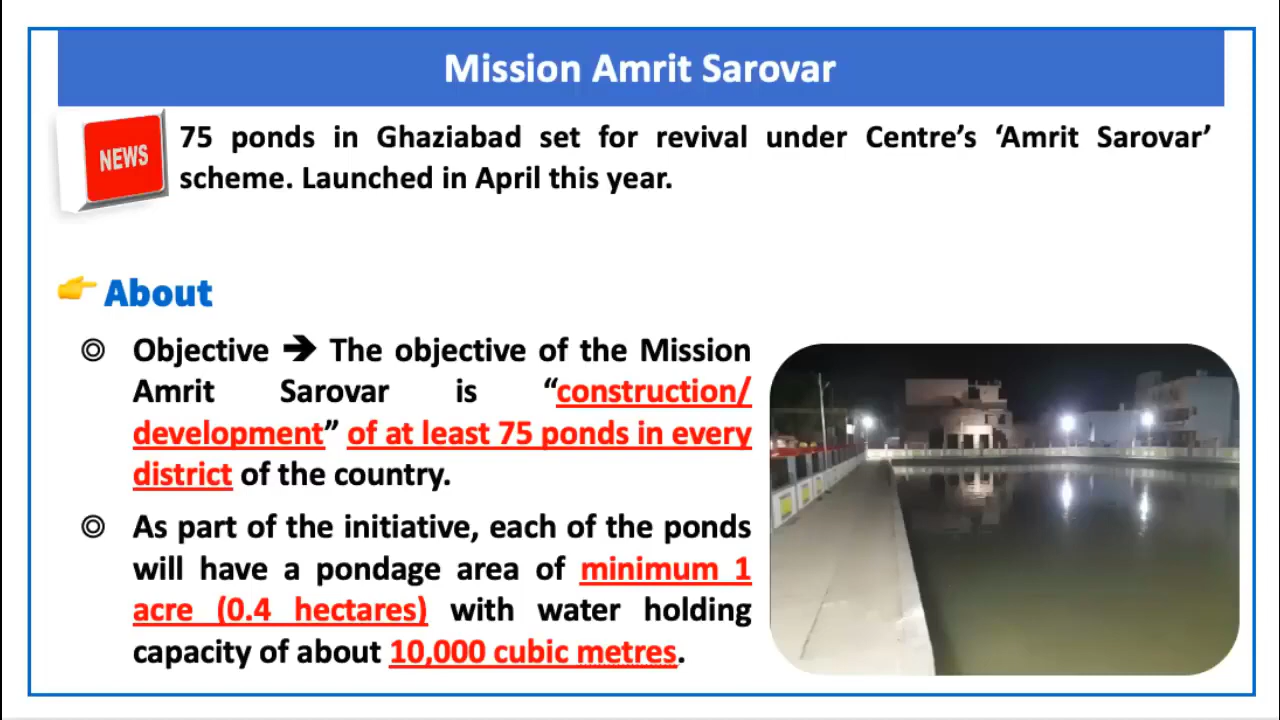 Mission Amrit Sarovar
NEWS
75 ponds in Ghaziabad set for revival under Centre’s ‘Amrit Sarovar’
scheme. Launched in April this year.
👉 About
◎ Objective ➔ The objective of the Mission
Amrit Sarovar is “construction/
development” of at least 75 ponds in every
district of the country.
◎ As part of the initiative, each of the ponds
will have a pondage area of minimum 1
acre (0.4 hectares) with water holding
capacity of about 10,000 cubic metres.